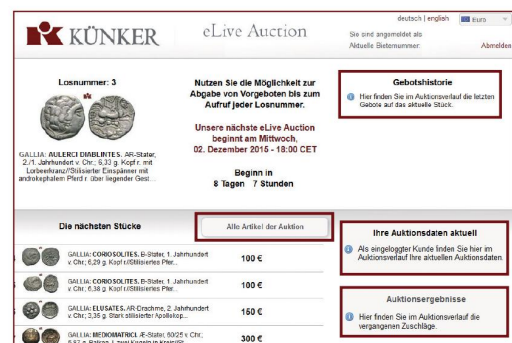 deutsch | english
Euro
KÜNKER
eLive Auction
Sie sind angemeldet als
Aktuelle Bieternummer:
Abmelden
Losnummer: 3
GALLIA: AULERCI DIABLINTES. AR-Stater,
2./1. Jahrhundert v. Chr.; 6,33 g. Kopf r. mit
Lorbeerkranz//Stilisierter Einspänner mit
androkephalem Pferd r. über liegender Gest...
Nutzen Sie die Möglichkeit zur
Abgabe von Vorgeboten bis zum
Aufruf jeder Losnummer.
Unsere nächste eLive Auction
beginnt am Mittwoch,
02. Dezember 2015 - 18:00 CET
Beginn in
8 Tagen 7 Stunden
Gebotshistorie
Hier finden Sie im Auktionsverlauf die letzten
Gebote auf das aktuelle Stück.
Die nächsten Stücke
Alle Artikel der Auktion
GALLIA: CORIOSOLITES. B-Stater, 1. Jahrhundert
v. Chr.; 6,29 g. Kopf r//Stilisiertes Pfer...
100 €
GALLIA: CORIOSOLITES. B-Stater, 1. Jahrhundert
v. Chr.; 6,38 g. Kopf r//Stilisiertes Pfer...
100 €
GALLIA: ELUSATES. AR-Drachme, 2. Jahrhundert
v. Chr.; 3,35 g. Stark stilisierter Apollokop...
150 €
GALLIA: MEDIOMATRICI. Æ-Stater, 60/25 v. Chr.;
300 €
Ihre Auktionsdaten aktuell
Als eingeloggter Kunde finden Sie hier im
Auktionsverlauf Ihre aktuellen Auktionsdaten.
Auktionsergebnisse
Hier finden Sie im Auktionsverlauf die
vergangenen Zuschläge.